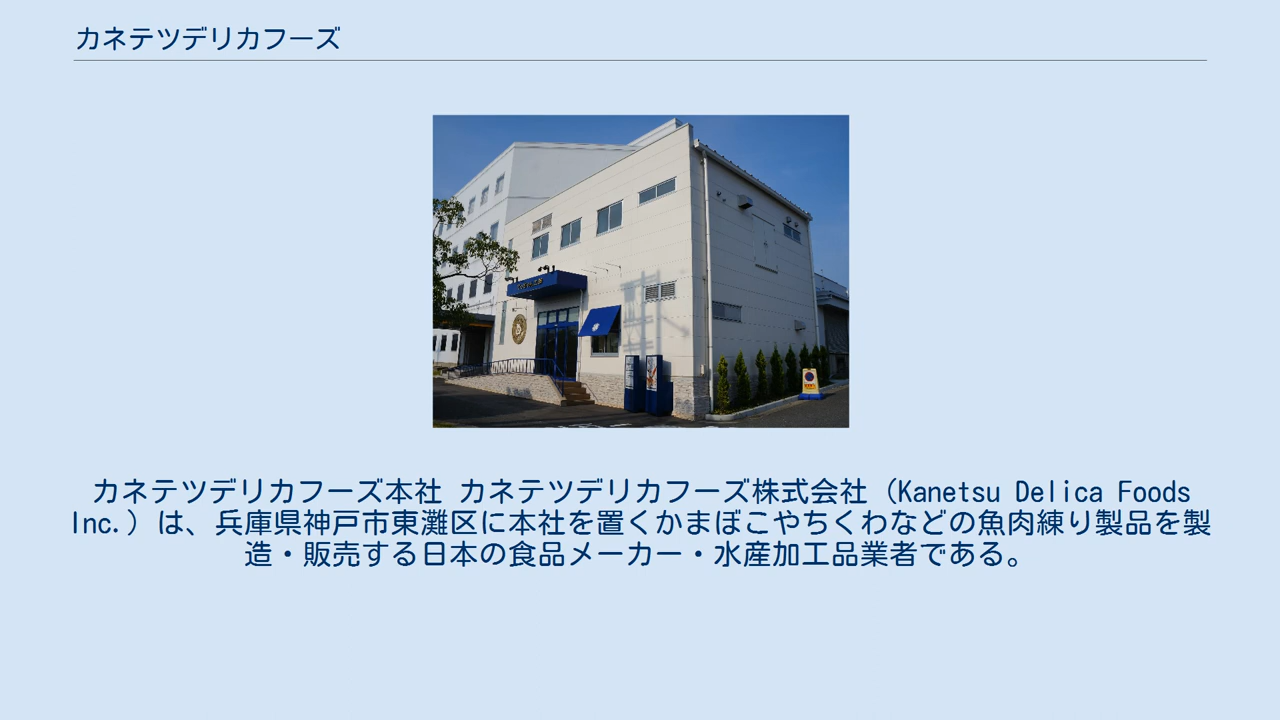 カネテツデリカフーズ
カネテツデリカフーズ本社 カネテツデリカフーズ株式会社（Kanetsu Delica Foods
Inc.）は、兵庫県神戸市東灘区に本社を置くかまぼこやちくわなどの魚肉練り製品を製
造・販売する日本の食品メーカー・水産加工品業者である。